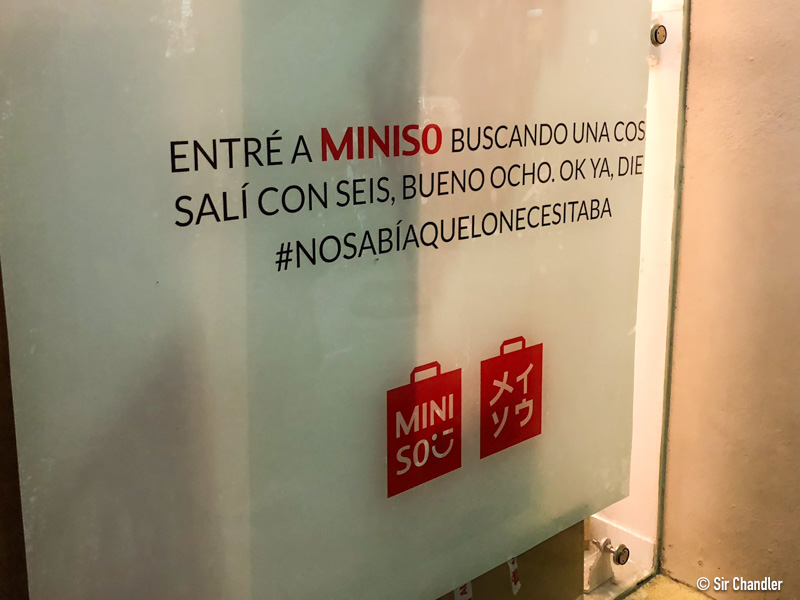 ENTRÉ A MINISO BUSCANDO UNA COS
SALÍ CON SEIS, BUENO OCHO. OK YA, DIE
#NOSABÍAQUELONECESITABA
MINI
SO
メイ
ソウ
© Sir Chandler